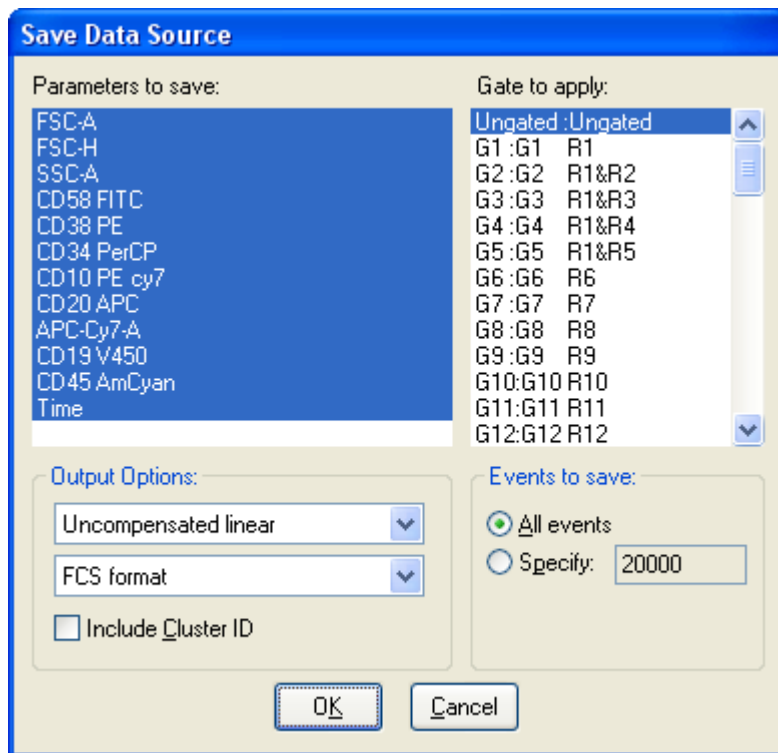 Save Data Source
Parameters to save:
FSC-A
FSC-H
SSC-A
CD58 FITC
CD38 PE
CD34 PerCP
CD10 PE cy7
CD20 APC
APC-Cy7-A
CD19 V450
CD45 AmCyan
Time
Gate to apply:
Ungated :Ungated
G1 :G1 R1
G2 :G2 R1&R2
G3 :G3 R1&R3
G4 :G4 R1&R4
G5 :G5 R1&R5
G6 :G6 R6
G7 :G7 R7
G8 :G8 R8
G9 :G9 R9
G10:G10 R10
G11:G11 R11
G12:G12 R12
Output Options:
Uncompensated linear
FCS format
Include Cluster ID
Events to save:
All events
Specify: 20000
OK
Cancel